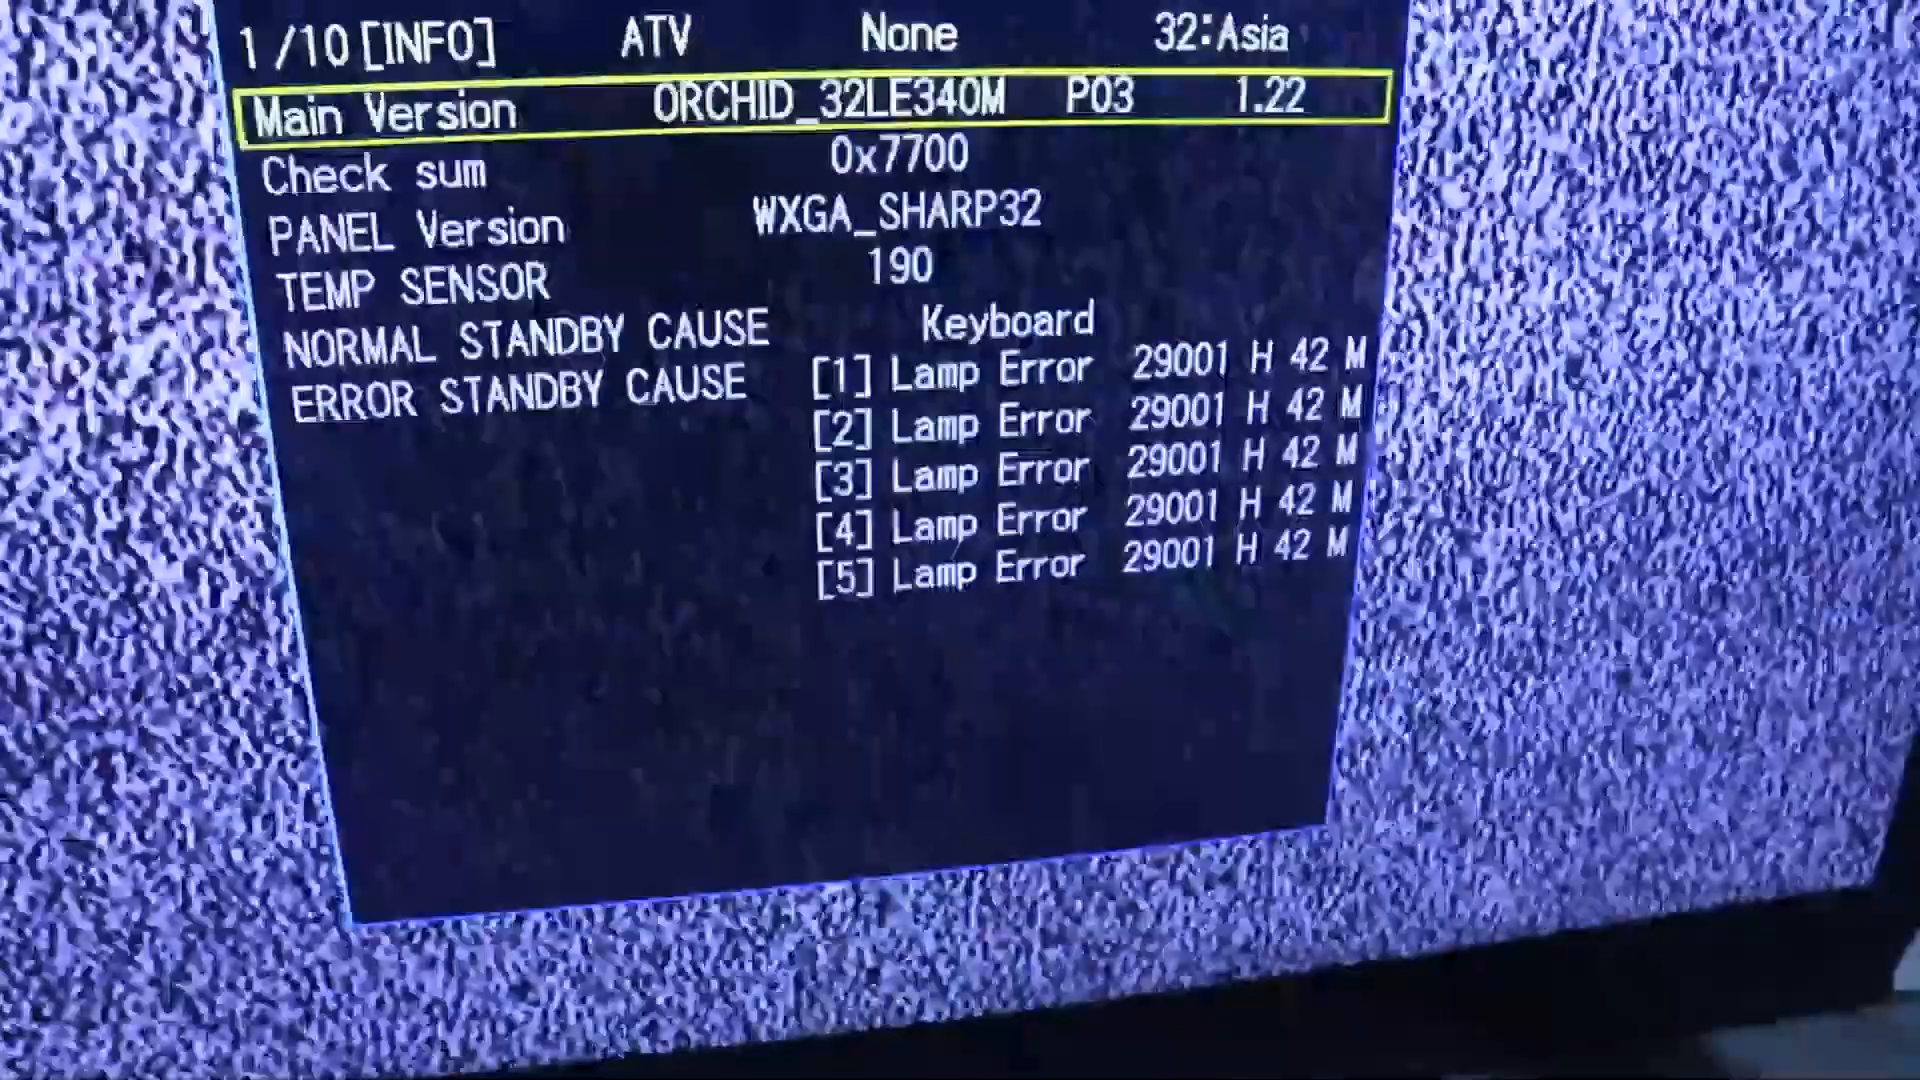 1/10[INFO] ATV None 32:Asia
Main Version ORCHID_32LE340M P03 1.22
Check sum 0x7700
PANEL Version WXGA_SHARP32
TEMP SENSOR 190
NORMAL STANDBY CAUSE Keyboard
ERROR STANDBY CAUSE [1] Lamp Error 29001 H 42 M
[2] Lamp Error 29001 H 42 M
[3] Lamp Error 29001 H 42 M
[4] Lamp Error 29001 H 42 M
[5] Lamp Error 29001 H 42 M